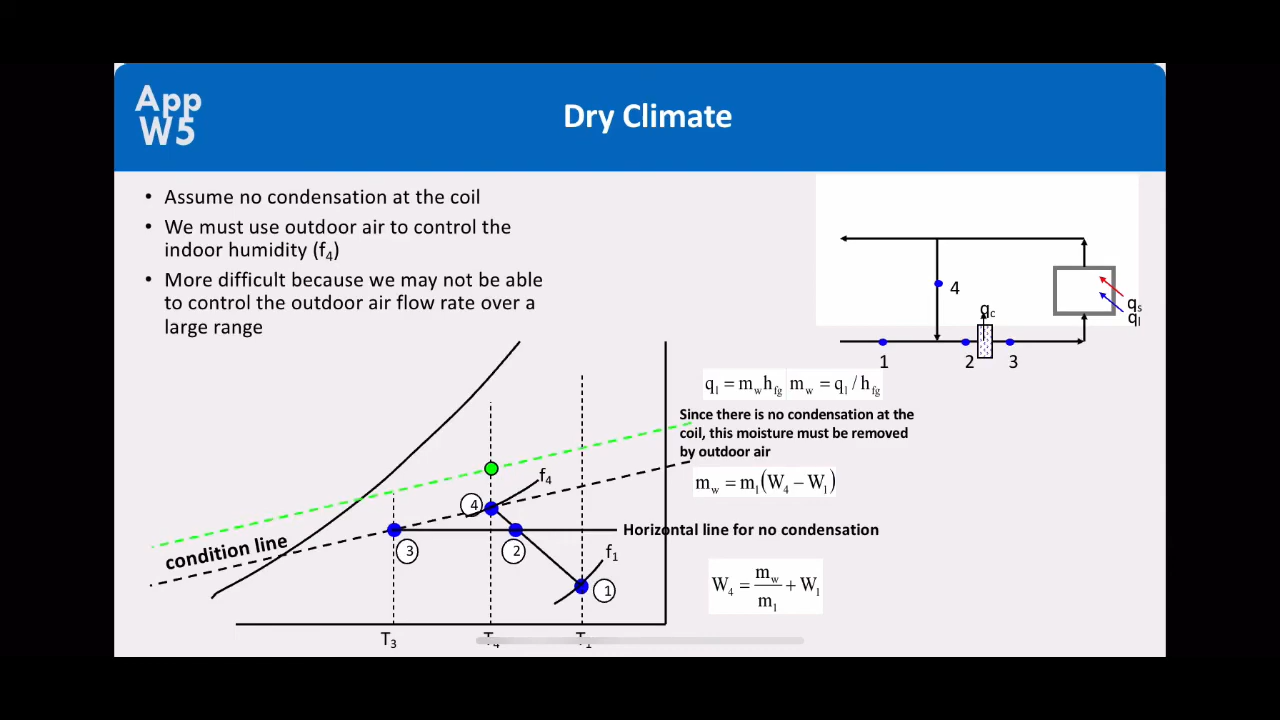 App
W5
Dry Climate
• Assume no condensation at the coil
• We must use outdoor air to control the
indoor humidity (f4)
• More difficult because we may not be able
to control the outdoor air flow rate over a
large range
4
qc
qs
ql
1
2
3
ql = mwhfg mw = ql / hfg
Since there is no condensation at the
coil, this moisture must be removed
by outdoor air
mw = m1(W4 − W1)
f4
4
Horizontal line for no condensation
condition line
3
2
f1
1
W4 = mw/m1 + W1
T3
T4
T1